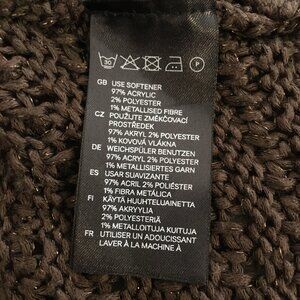 30 P
GB USE SOFTENER
97% ACRYLIC
2% POLYESTER
1% METALLISED FIBRE
CZ POUŽIJTE ZMĚKČOVACÍ
PROSTŘEDEK
97% AKRYL 2% POLYESTER
1% KOVOVÁ VLÁKNA
DE WEICHSPÜLER BENUTZEN
97% ACRYL 2% POLYESTER
1% METALLISIERTES GARN
ES USAR SUAVIZANTE
97% ACRIL 2% POLIÉSTER
1% FIBRA METÁLICA
FI KÄYTÄ HUUHTELUAINETTA
97% AKRYYLIA
2% POLYESTERIÄ
1% METALLOITUJA KUITUJA
FR UTILISER UN ADOUCISSANT
LAVER À LA MACHINE À